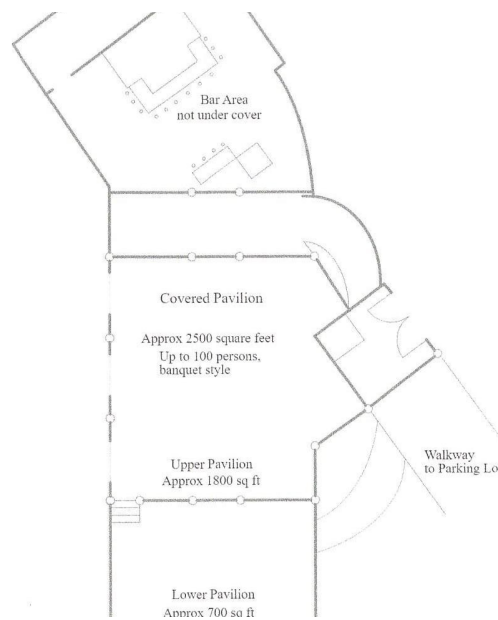 Bar Area
not under cover
Covered Pavilion
Approx 2500 square feet
Up to 100 persons,
banquet style
Upper Pavilion
Approx 1800 sq ft
Walkway
to Parking Lo
Lower Pavilion
Approx 700 sq ft